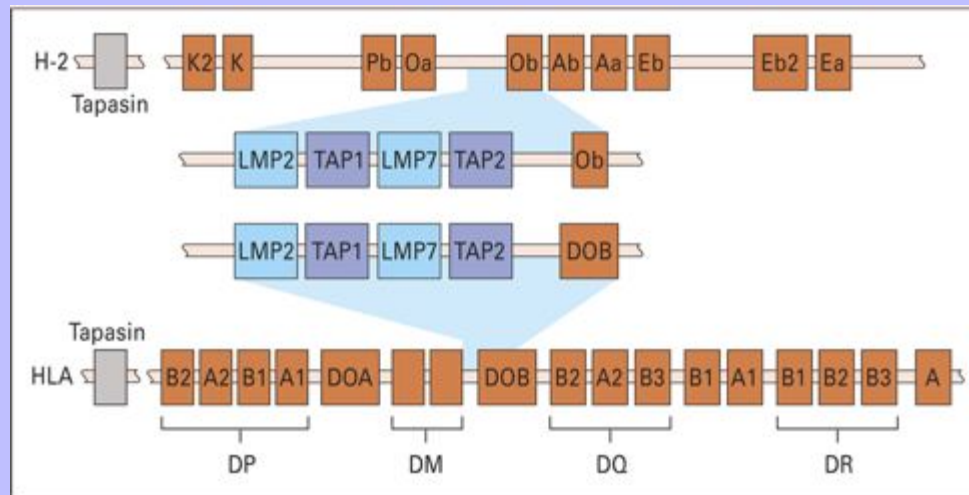 H-2 K2 K Pb Oa Ob Ab Aa Eb Eb2 Ea
Tapasin
LMP2 TAP1 LMP7 TAP2 Ob
LMP2 TAP1 LMP7 TAP2 DOB
Tapasin
HLA B2 A2 B1 A1 DOA DOB B2 A2 B3 B1 A1 B1 B2 B3 A
DP DM DQ DR